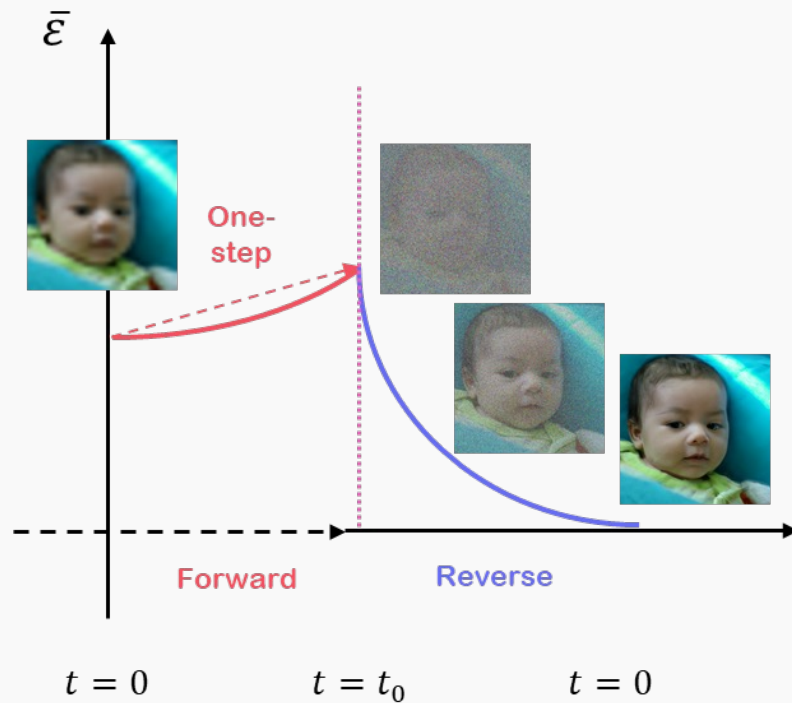 ε̄
One-
step
Forward
Reverse
t = 0
t = t₀
t = 0